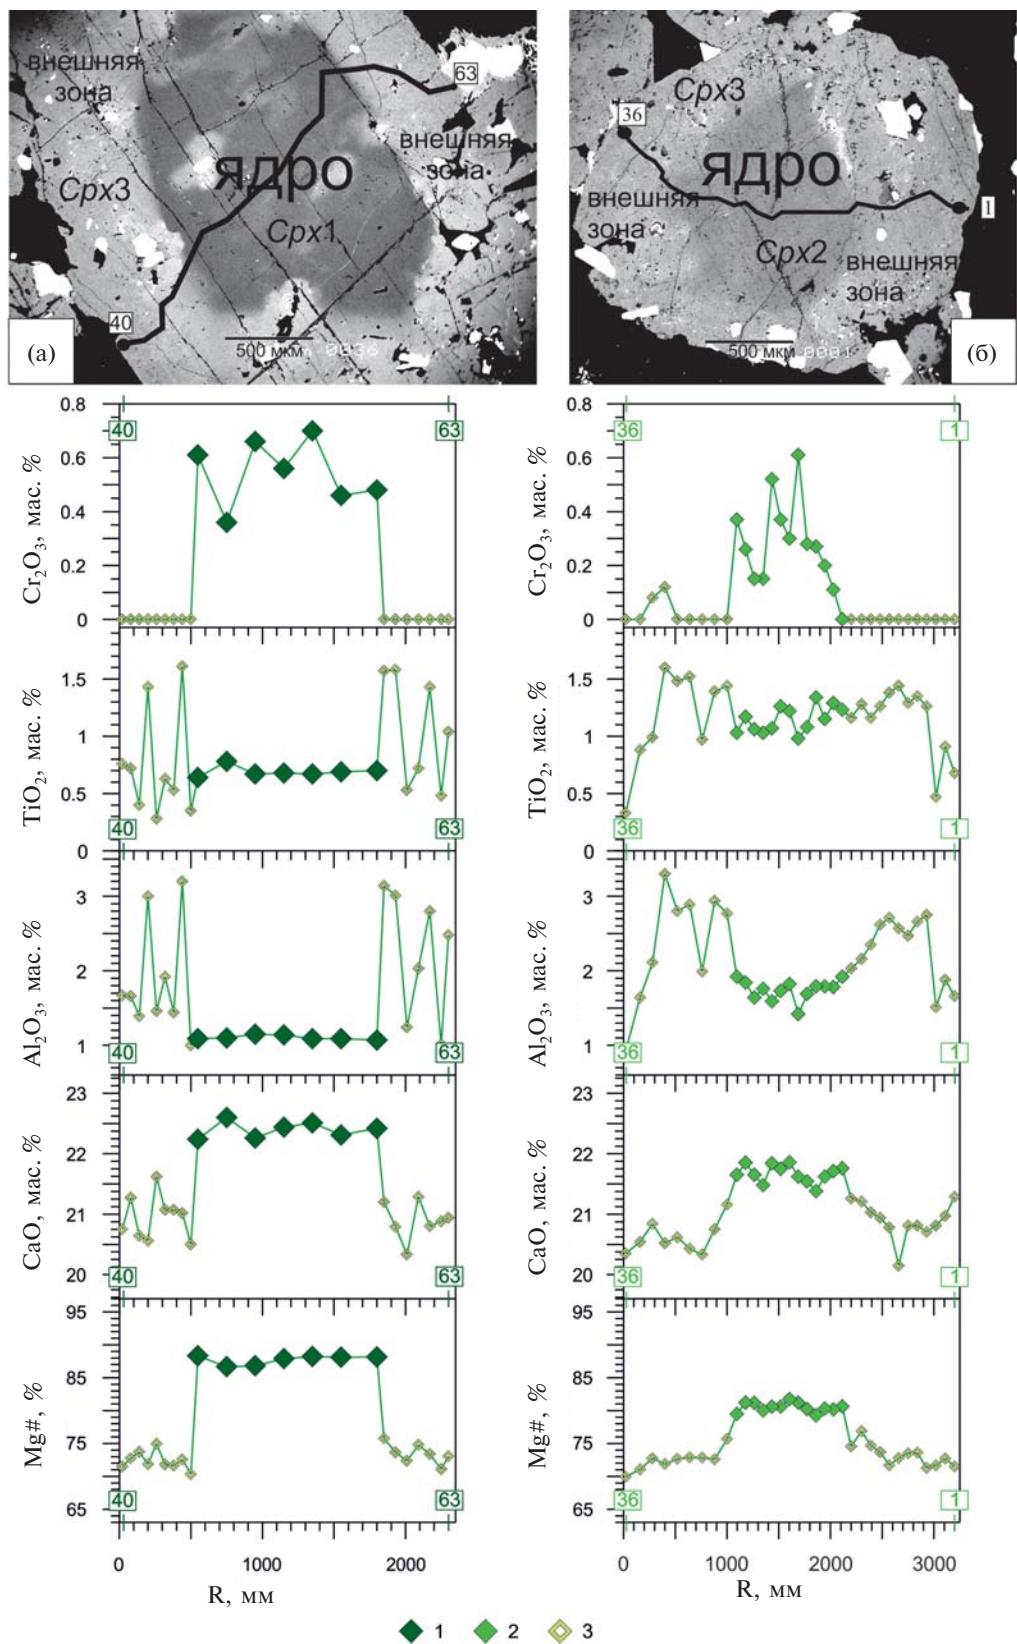 внешняя
зона
63
ядро
внешняя
зона
Cpx3
Cpx1
40
(а)
500 мкм
Cpx3
36
ядро
внешняя
зона
1
Cpx2
внешняя
зона
500 мкм
(б)
Cr2O3, мас. %
0.8
0.6
0.4
0.2
0
40
63
Cr2O3, мас. %
0.8
0.6
0.4
0.2
0
36
1
TiO2, мас. %
1.5
1
0.5
0
40
63
TiO2, мас. %
1.5
1
0.5
0
36
1
Al2O3, мас. %
3
2
1
40
63
Al2O3, мас. %
3
2
1
36
1
CaO, мас. %
23
22
21
20
40
63
CaO, мас. %
23
22
21
20
36
1
Mg#, %
95
85
75
65
40
63
Mg#, %
95
85
75
65
36
1
0 1000 2000
R, мм
0 1000 2000 3000
R, мм
1 2 3